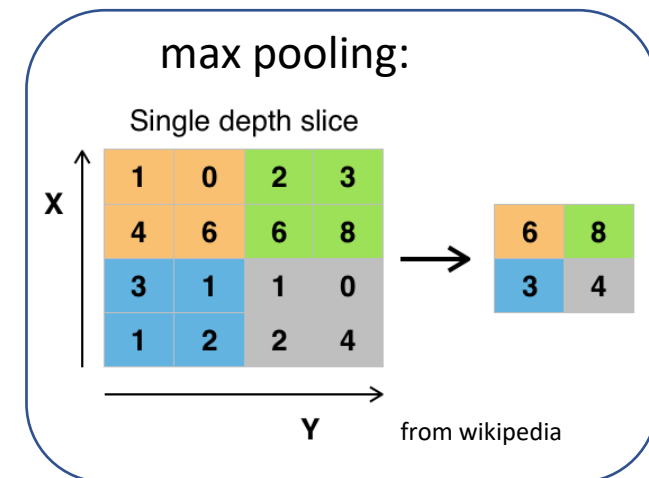 max pooling:
Single depth slice
X
1 0 2 3
4 6 6 8
3 1 1 0
1 2 2 4
6 8
3 4
Y
from wikipedia